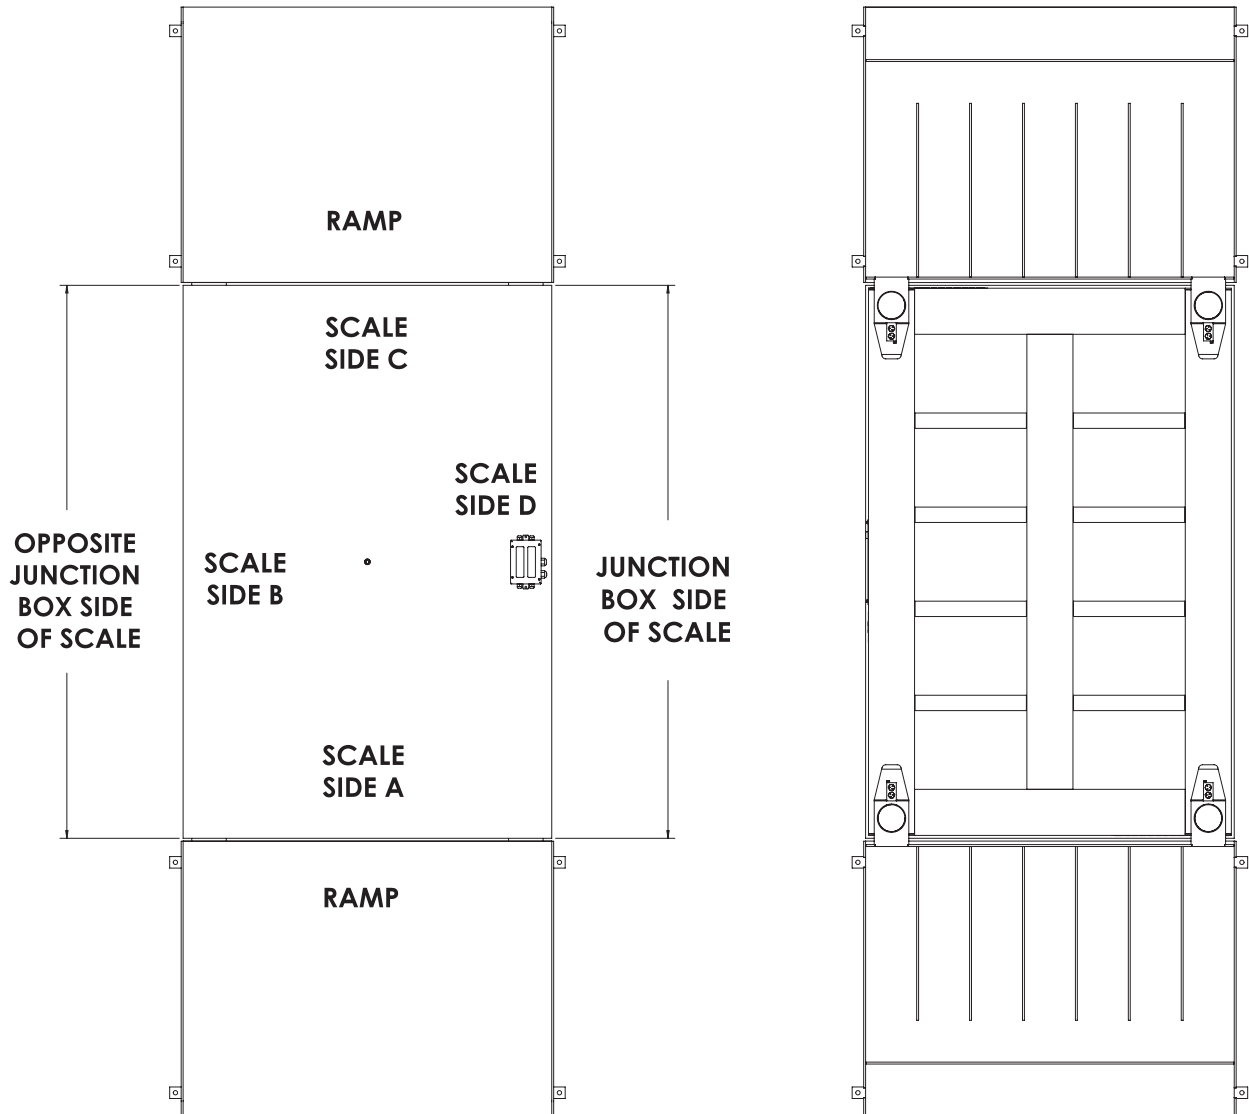 RAMP
SCALE
SIDE C
SCALE
SIDE D
OPPOSITE
JUNCTION
BOX SIDE
OF SCALE
SCALE
SIDE B
JUNCTION
BOX SIDE
OF SCALE
SCALE
SIDE A
RAMP